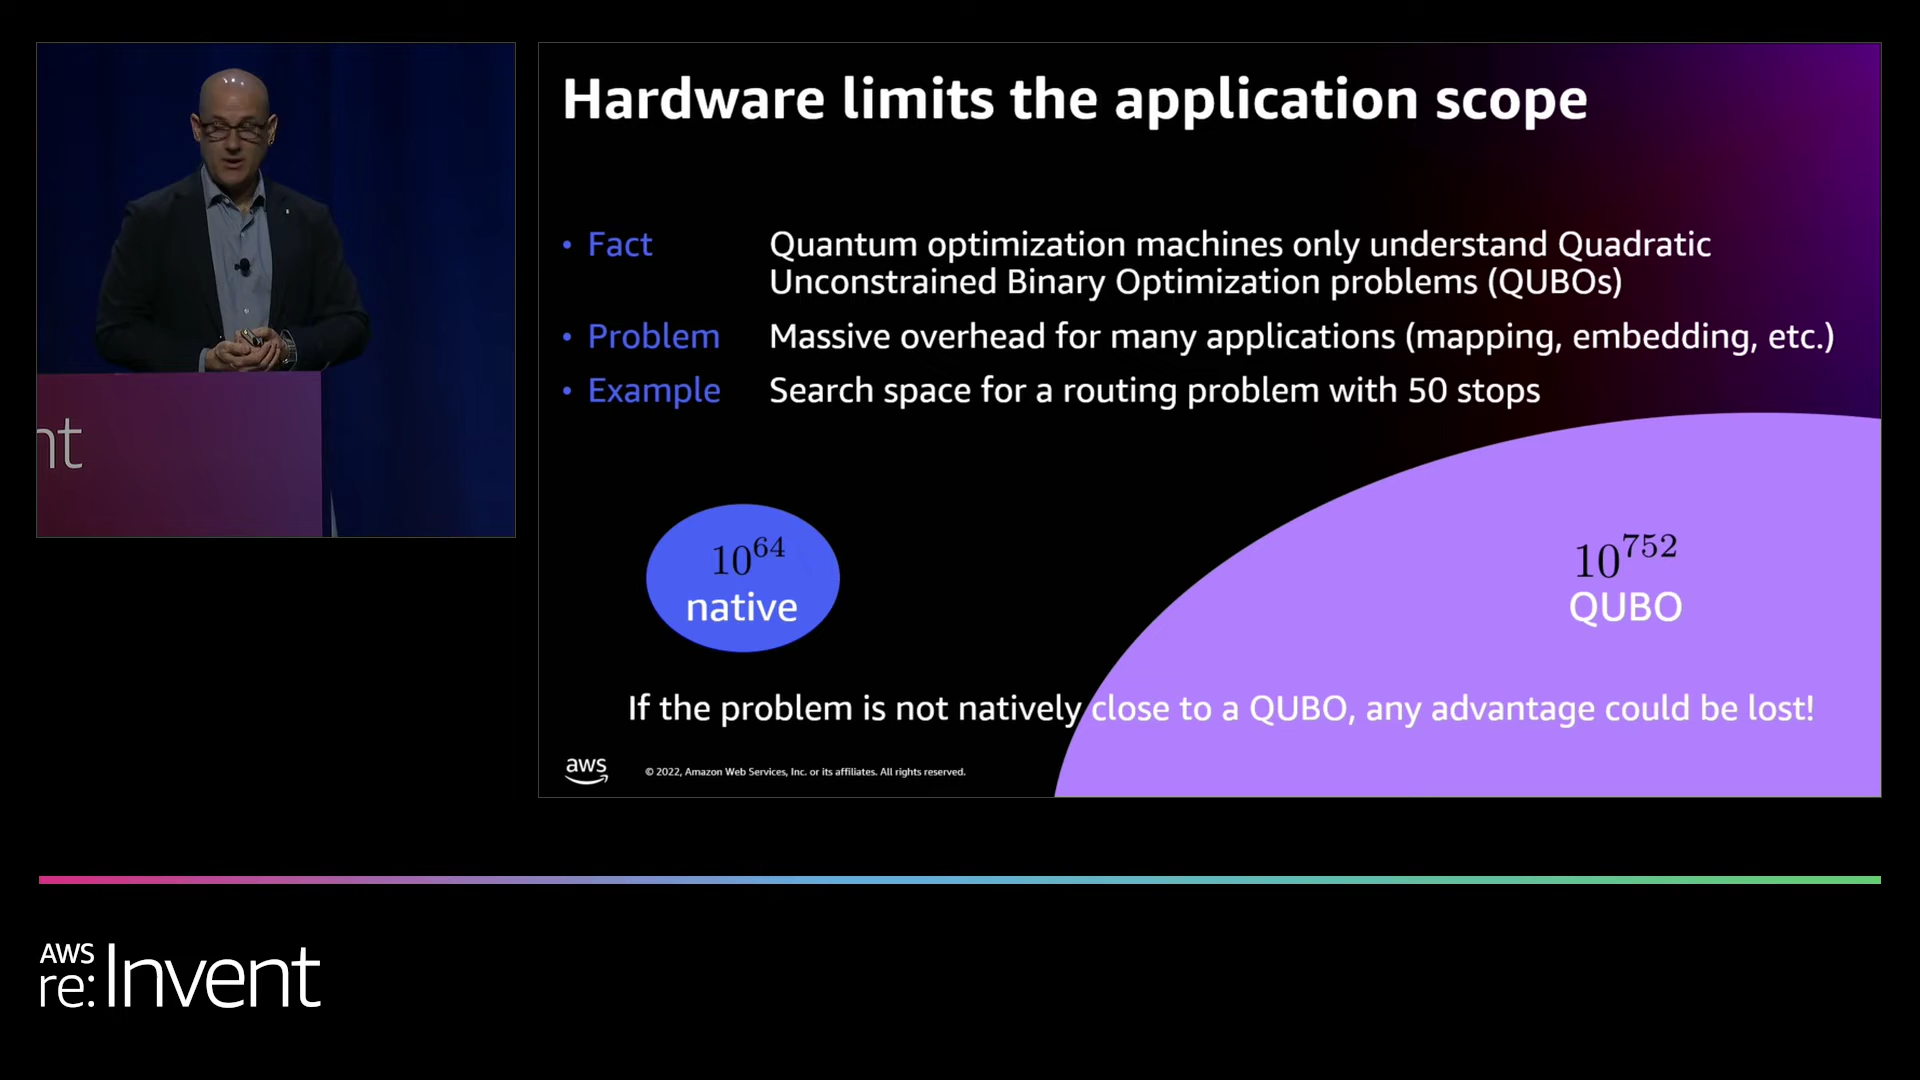 Hardware limits the application scope
• Fact Quantum optimization machines only understand Quadratic
Unconstrained Binary Optimization problems (QUBOs)
• Problem Massive overhead for many applications (mapping, embedding, etc.)
• Example Search space for a routing problem with 50 stops
nt
10^64
native
10^752
QUBO
If the problem is not natively close to a QUBO, any advantage could be lost!
aws
© 2022, Amazon Web Services, Inc. or its affiliates. All rights reserved.
AWS
re:Invent